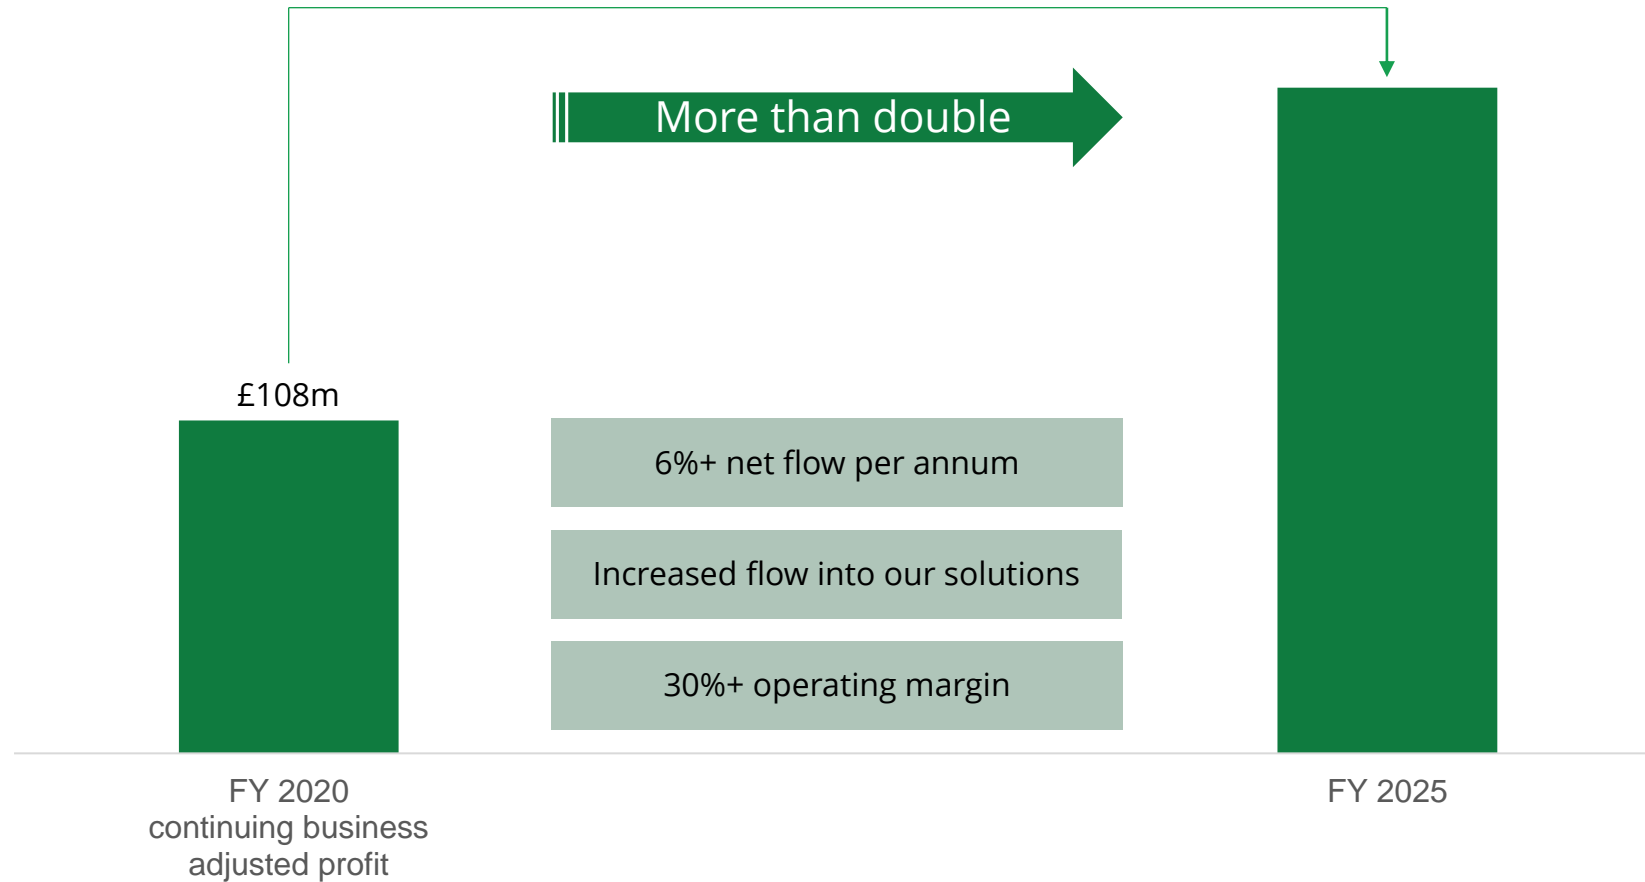 More than double
£108m
6%+ net flow per annum
Increased flow into our solutions
30%+ operating margin
FY 2020
continuing business
adjusted profit
FY 2025